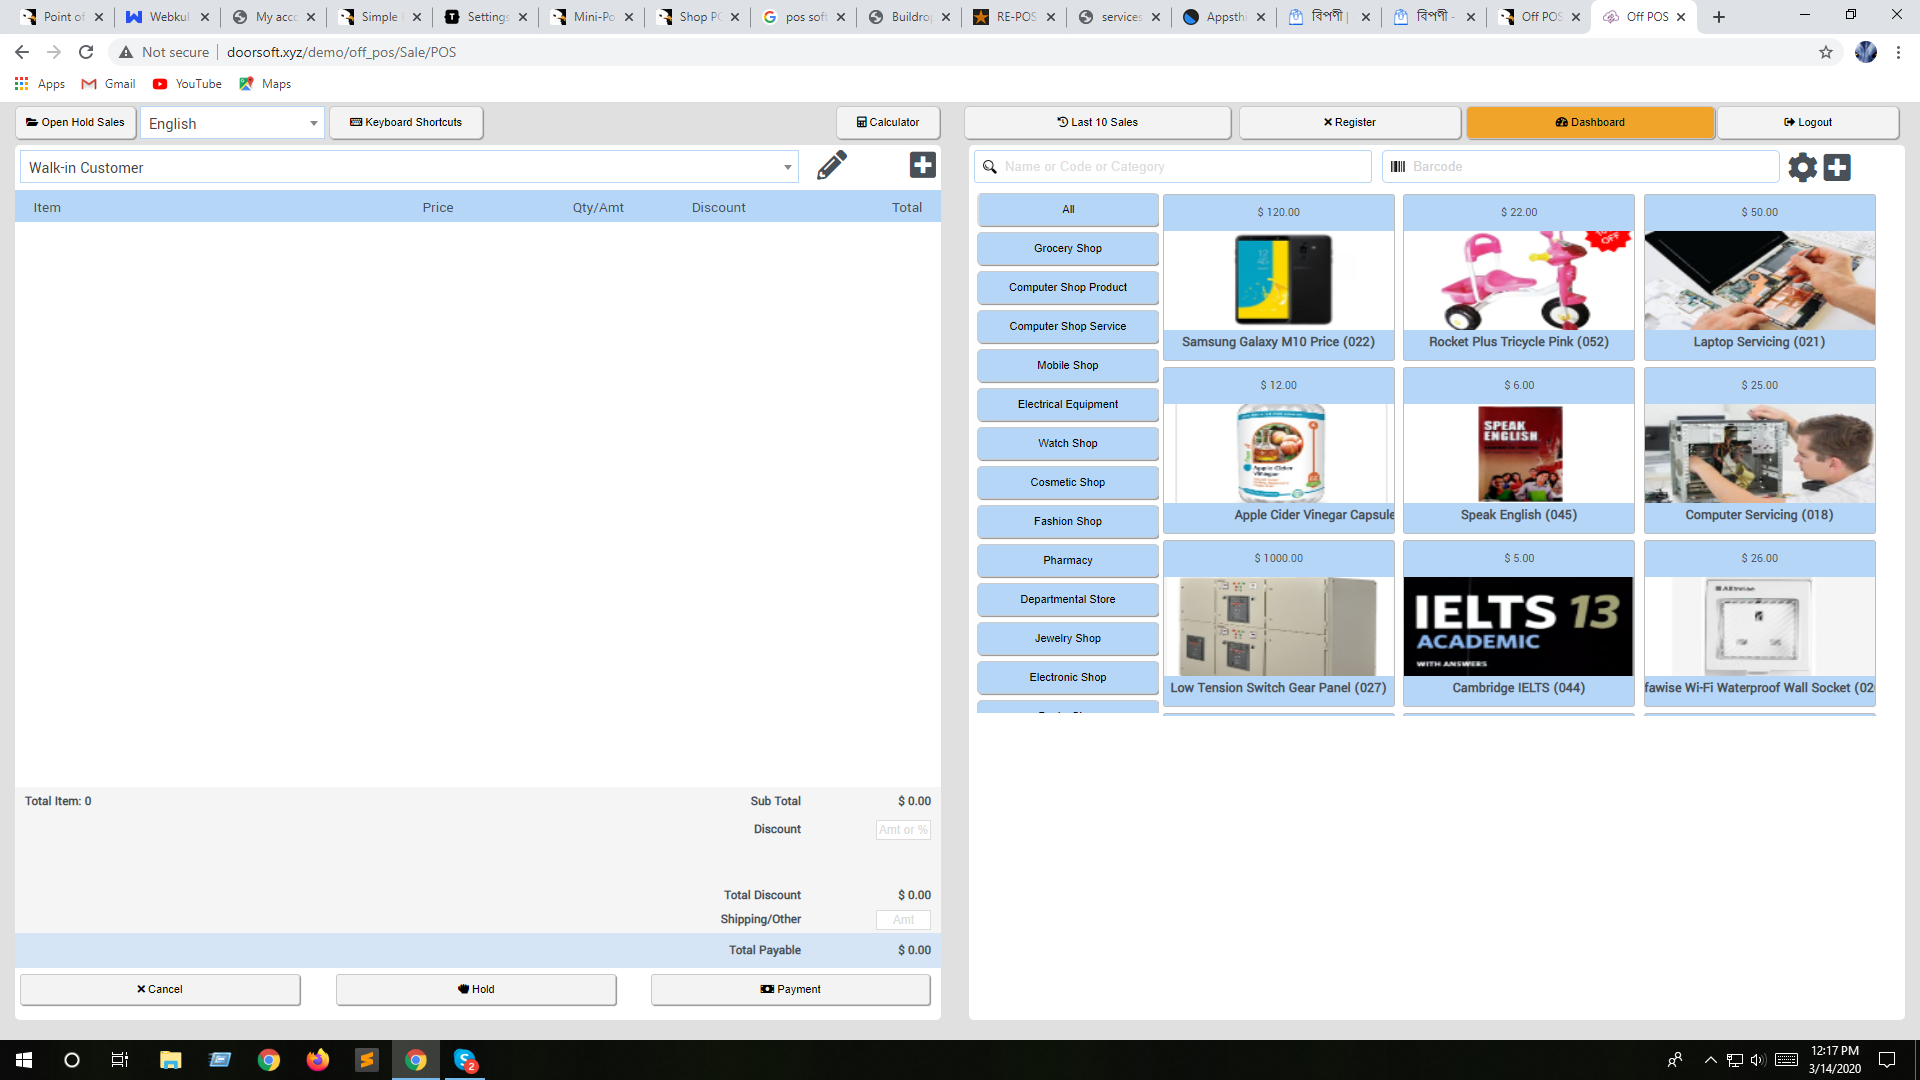 Point of
Webkul
My acco
Simple
Settings
Mini-Po
Shop PO
pos soft
Buildro
RE-POS
services
Appsthi
বিপণী |
বিপণী -
Off POS
Off POS
Not secure
doorsoft.xyz/demo/off_pos/Sale/POS
Apps
Gmail
YouTube
Maps
Open Hold Sales
English
Keyboard Shortcuts
Calculator
Last 10 Sales
Register
Dashboard
Logout
Walk-in Customer
Name or Code or Category
Barcode
Item Price Qty/Amt Discount Total
All
Grocery Shop
Computer Shop Product
Computer Shop Service
Mobile Shop
Electrical Equipment
Watch Shop
Cosmetic Shop
Fashion Shop
Pharmacy
Departmental Store
Jewelry Shop
Electronic Shop
$ 120.00
Samsung Galaxy M10 Price (022)
$ 22.00
OFF
Rocket Plus Tricycle Pink (052)
$ 50.00
Laptop Servicing (021)
$ 12.00
Apple Cider
Vinegar
Apple Cider Vinegar Capsule
$ 6.00
SPEAK
ENGLISH
Speak English (045)
$ 25.00
Computer Servicing (018)
$ 1000.00
Low Tension Switch Gear Panel (027)
$ 5.00
IELTS 13
ACADEMIC
WITH ANSWERS
Cambridge IELTS (044)
$ 26.00
fawise Wi-Fi Waterproof Wall Socket (02
Total Item: 0
Sub Total $ 0.00
Discount Amt or %
Total Discount $ 0.00
Shipping/Other Amt
Total Payable $ 0.00
Cancel
Hold
Payment
2
12:17 PM
3/14/2020